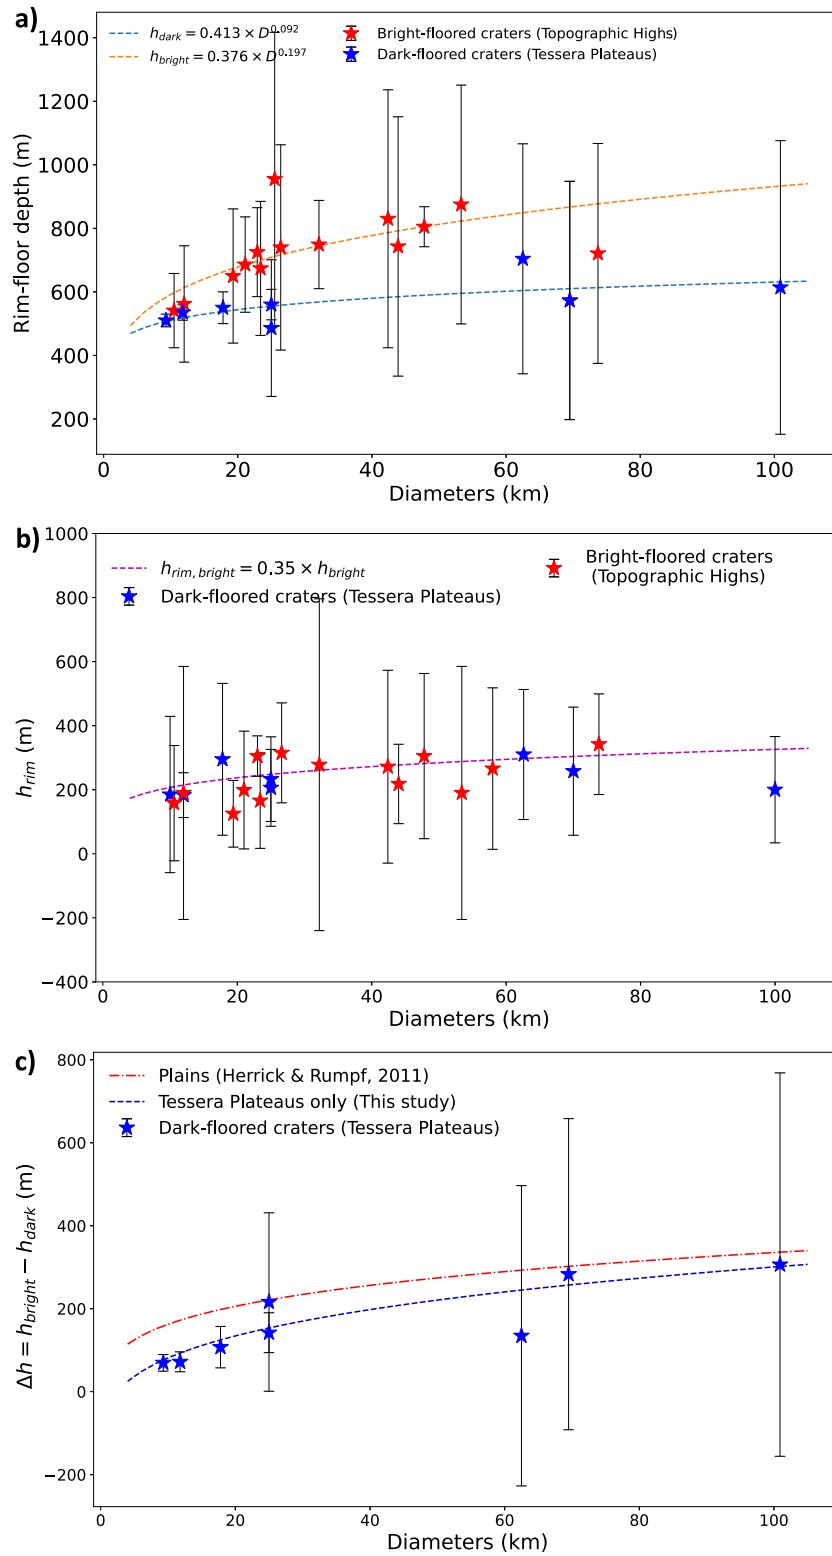 a)
h_dark = 0.413 × D^0.092
h_bright = 0.376 × D^0.197
Bright-floored craters (Topographic Highs)
Dark-floored craters (Tessera Plateaus)
1400
1200
1000
800
600
400
200
Rim-floor depth (m)
0 20 40 60 80 100
Diameters (km)
b)
h_rim, bright = 0.35 × h_bright
Dark-floored craters (Tessera Plateaus)
Bright-floored craters
(Topographic Highs)
1000
800
600
400
200
0
−200
−400
h_rim (m)
0 20 40 60 80 100
Diameters (km)
c)
Plains (Herrick & Rumpf, 2011)
Tessera Plateaus only (This study)
Dark-floored craters (Tessera Plateaus)
800
600
400
200
0
−200
Δh = h_bright − h_dark (m)
0 20 40 60 80 100
Diameters (km)